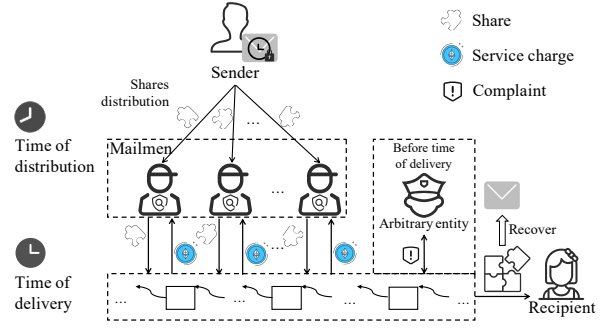 Share
Service charge
Complaint
Sender
Shares
distribution
...
Time of
distribution
Mailmen
...
Before time
of delivery
Arbitrary entity
Recover
...
Time of
delivery
...
...
...
...
Recipient